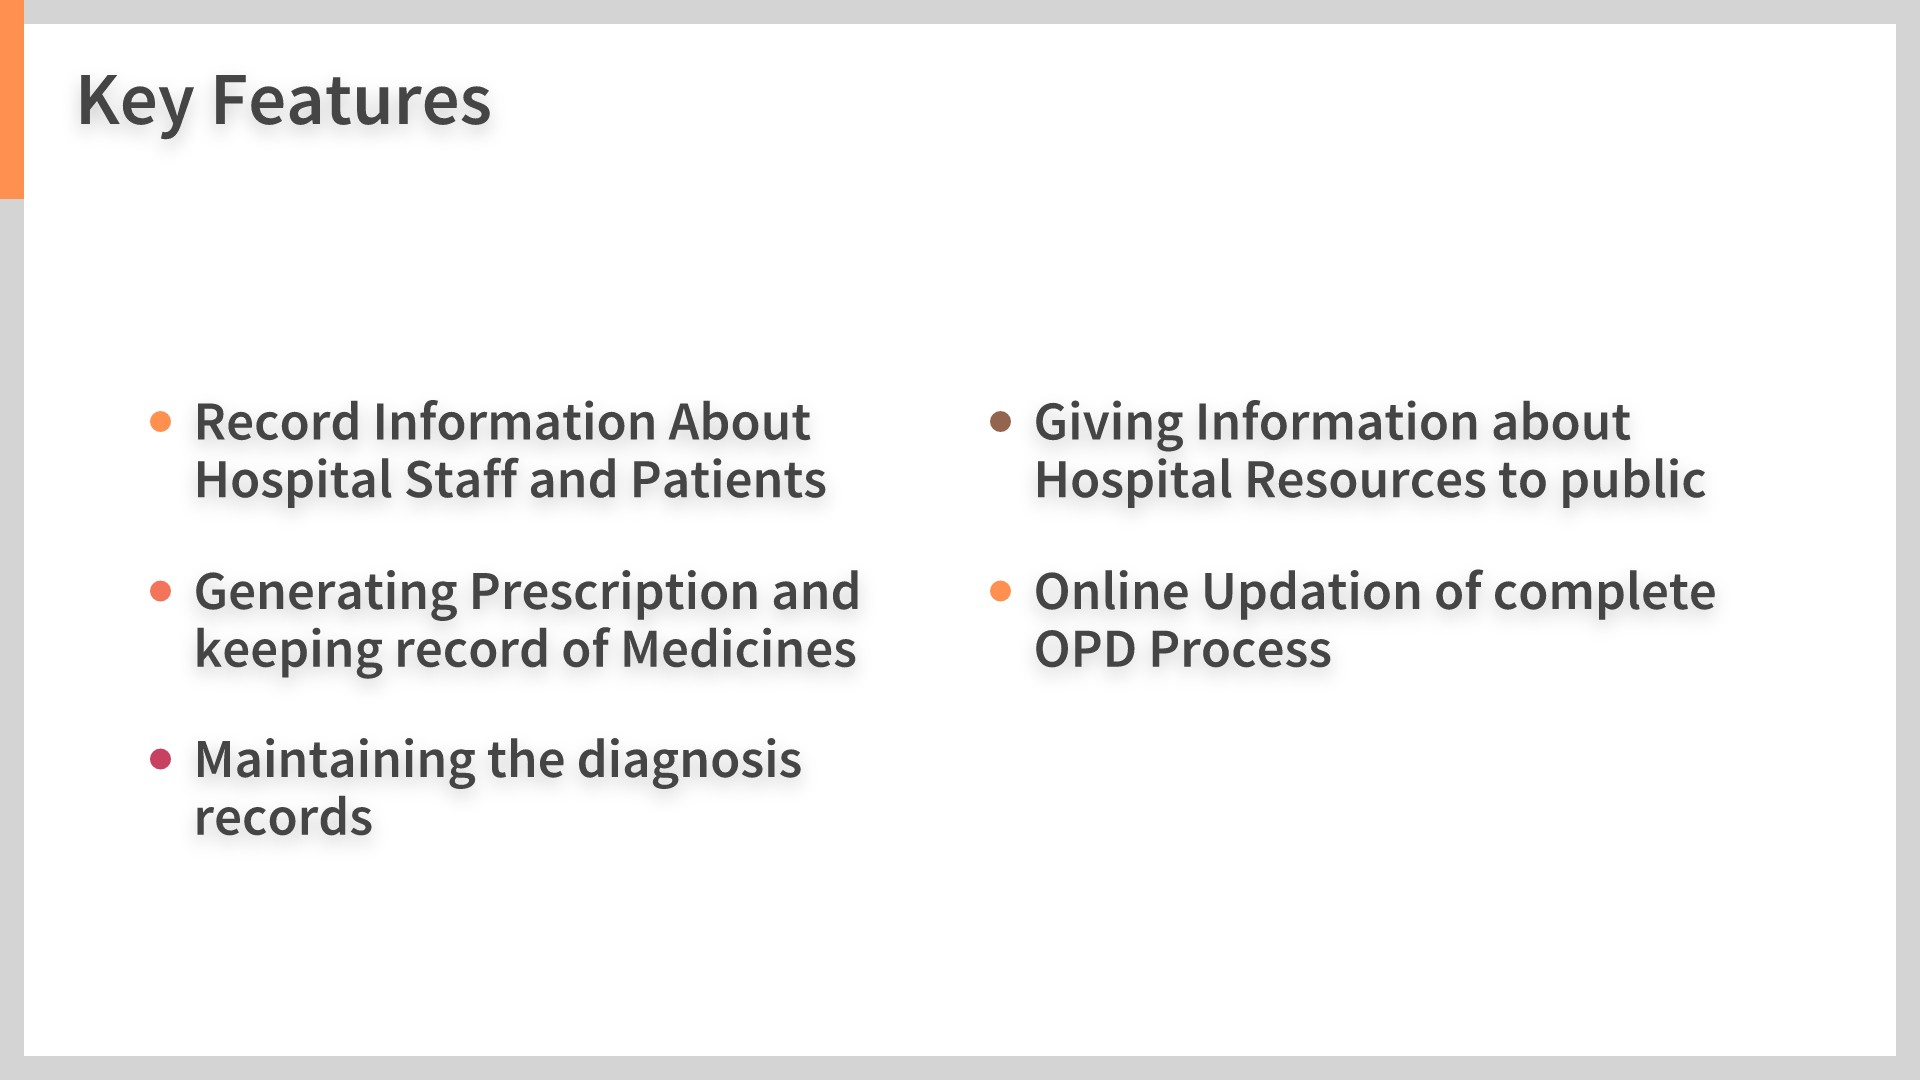 Key Features
Record Information About
Hospital Staff and Patients
Generating Prescription and
keeping record of Medicines
Maintaining the diagnosis
records
Giving Information about
Hospital Resources to public
Online Updation of complete
OPD Process